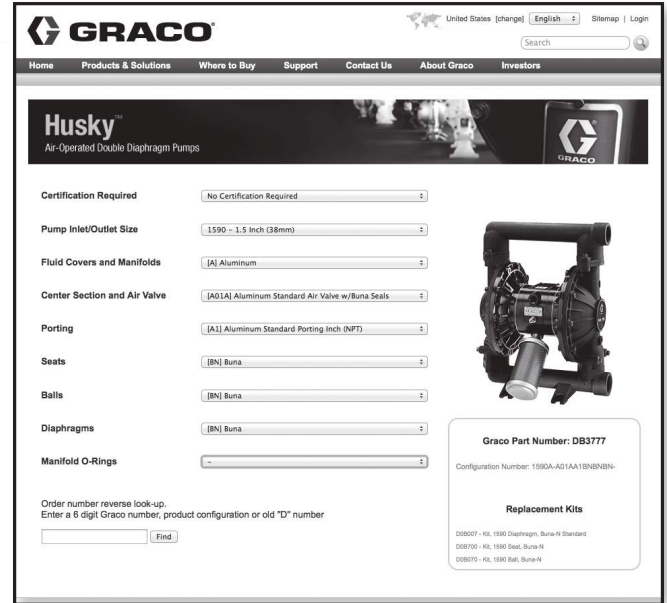 GRACO
United States [change] English Sitemap | Login
Search
Home Products & Solutions Where to Buy Support Contact Us About Graco Investors
Husky™
Air-Operated Double Diaphragm Pumps
GRACO
Certification Required No Certification Required
Pump Inlet/Outlet Size 1590 – 1.5 Inch (38mm)
Fluid Covers and Manifolds [A] Aluminum
Center Section and Air Valve [A01A] Aluminum Standard Air Valve w/Buna Seals
Porting [A1] Aluminum Standard Porting Inch (NPT)
Seats [BN] Buna
Balls [BN] Buna
Diaphragms [BN] Buna
Manifold O-Rings –
Order number reverse look-up.
Enter a 6 digit Graco number, product configuration or old "D" number
Find
Graco Part Number: DB3777
Configuration Number: 1590A-A01AA1BNBNBN-
Replacement Kits
D0B007 - Kit, 1590 Diaphragm, Buna-N Standard
D0B700 - Kit, 1590 Seat, Buna-N
D0B070 - Kit, 1590 Ball, Buna-N